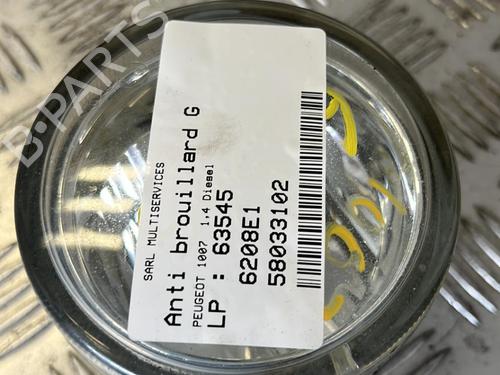 SARL MULTISERVICES
Anti brouillard G
PEUGEOT 1007 1.4 Diesel
LP : 63545
6208E1
58033102
B-PARTS